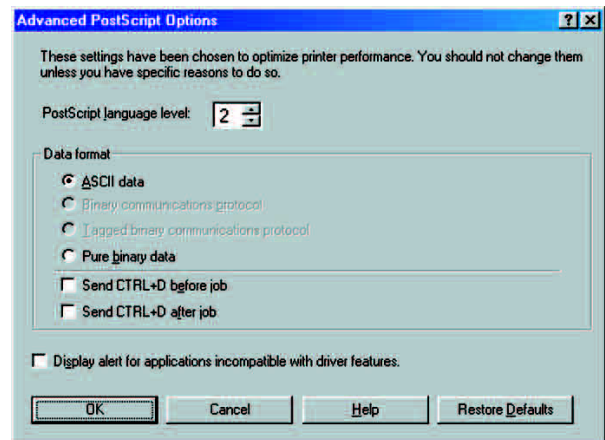 Advanced PostScript Options
These settings have been chosen to optimize printer performance. You should not change them
unless you have specific reasons to do so.
PostScript language level: 2
Data format
ASCII data
Binary communications protocol
Tagged binary communications protocol
Pure binary data
Send CTRL+D before job
Send CTRL+D after job
Display alert for applications incompatible with driver features.
OK Cancel Help Restore Defaults